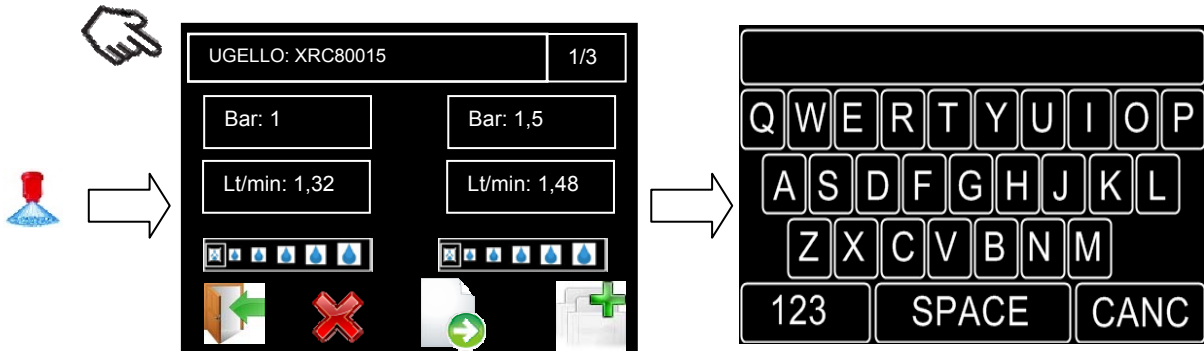 UGELLO: XRC80015 1/3
Bar: 1 Bar: 1,5
Lt/min: 1,32 Lt/min: 1,48
Q W E R T Y U I O P
A S D F G H J K L
Z X C V B N M
123 SPACE CANC